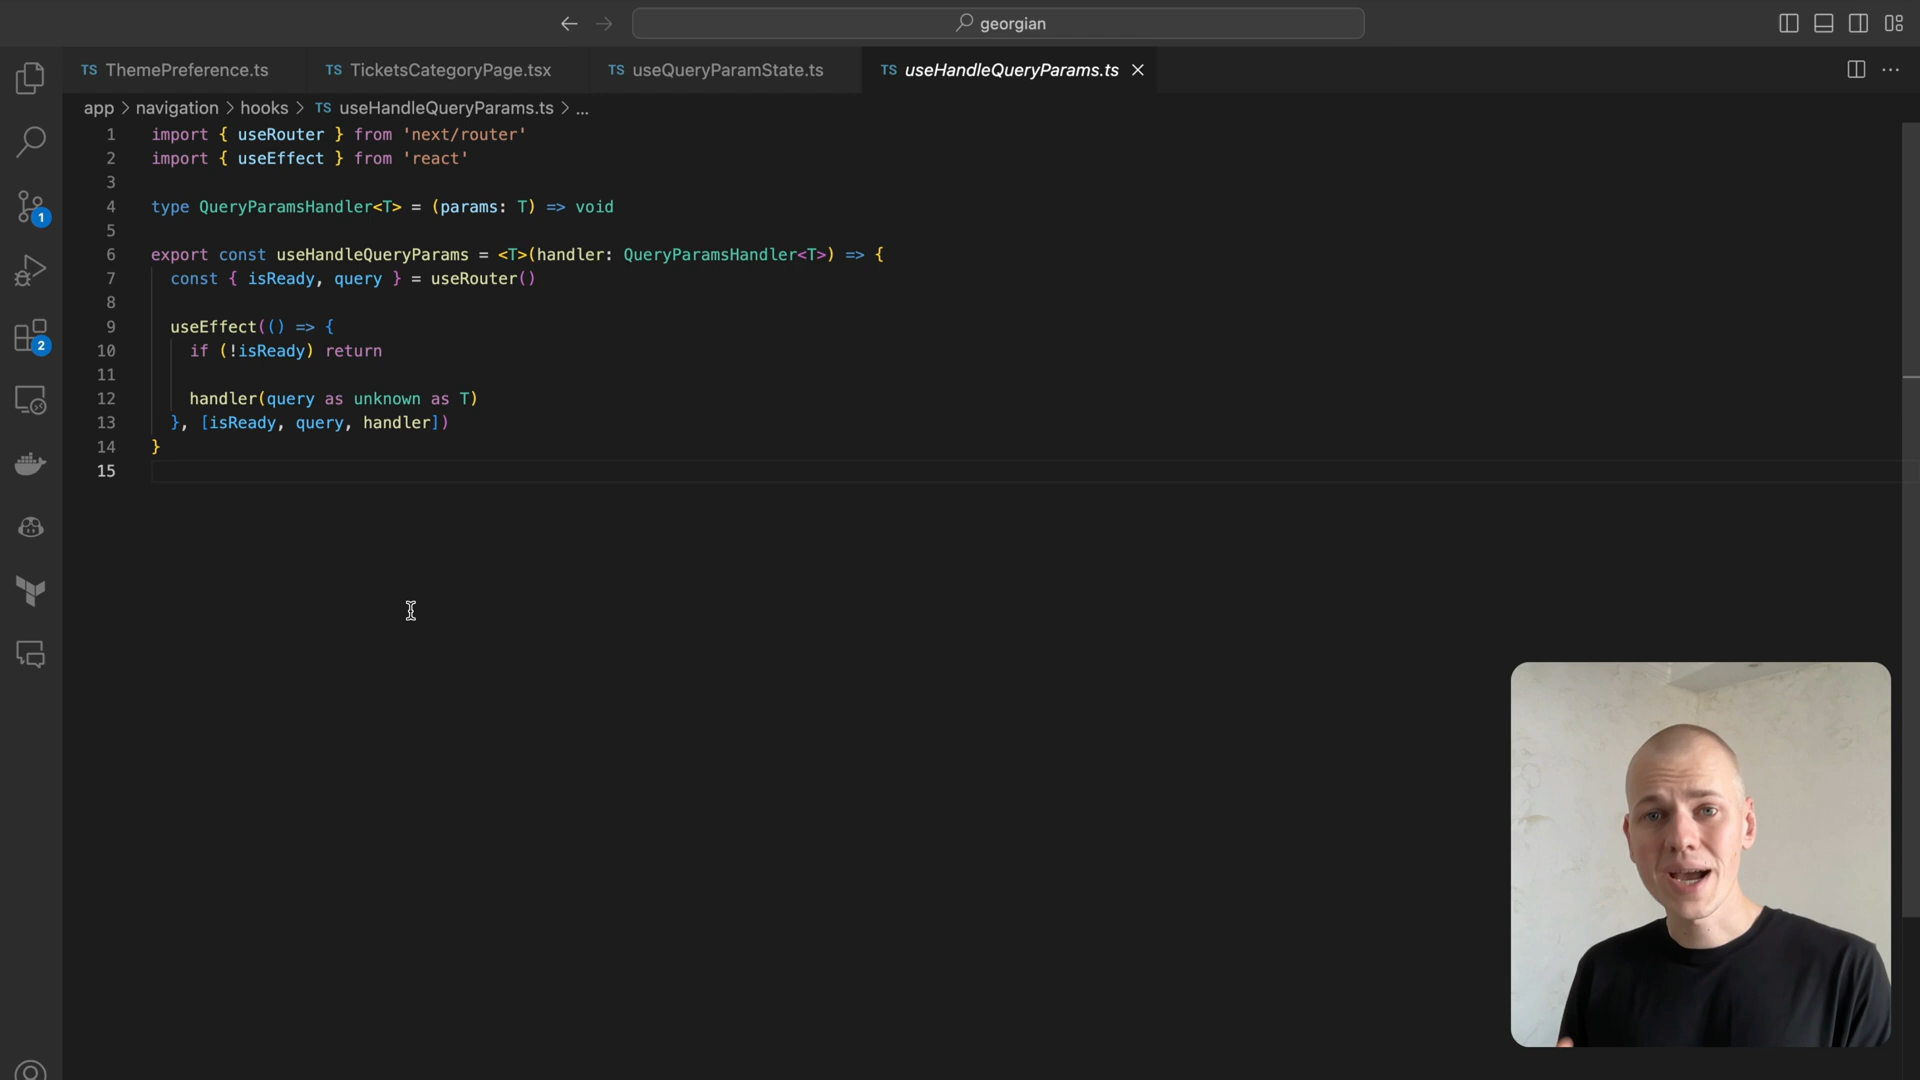 georgian
TS ThemePreference.ts
TS TicketsCategoryPage.tsx
TS useQueryParamState.ts
TS useHandleQueryParams.ts
app > navigation > hooks > TS useHandleQueryParams.ts > ...
1 import { useRouter } from 'next/router'
2 import { useEffect } from 'react'
3
4 type QueryParamsHandler<T> = (params: T) => void
5
6 export const useHandleQueryParams = <T>(handler: QueryParamsHandler<T>) => {
7 const { isReady, query } = useRouter()
8
9 useEffect(() => {
10 if (!isReady) return
11
12 handler(query as unknown as T)
13 }, [isReady, query, handler])
14 }
15
1
2